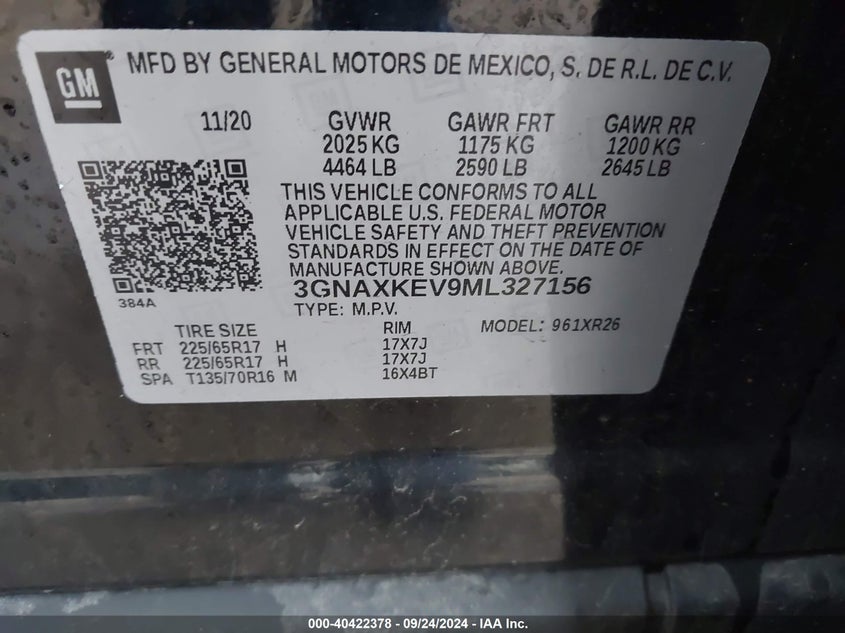 GM ® MFD BY GENERAL MOTORS DE MEXICO, S. DE R.L. DE C.V.
11/20 GVWR GAWR FRT GAWR RR
2025 KG 1175 KG 1200 KG
4464 LB 2590 LB 2645 LB
THIS VEHICLE CONFORMS TO ALL
APPLICABLE U.S. FEDERAL MOTOR
VEHICLE SAFETY AND THEFT PREVENTION
STANDARDS IN EFFECT ON THE DATE OF
MANUFACTURE SHOWN ABOVE.
384A
3GNAXKEV9ML327156
TYPE: M.P.V.
TIRE SIZE RIM MODEL: 961XR26
FRT 225/65R17 H 17X7J
RR 225/65R17 H 17X7J
SPA T135/70R16 M 16X4BT
000-40422378 - 09/24/2024 - IAA Inc.